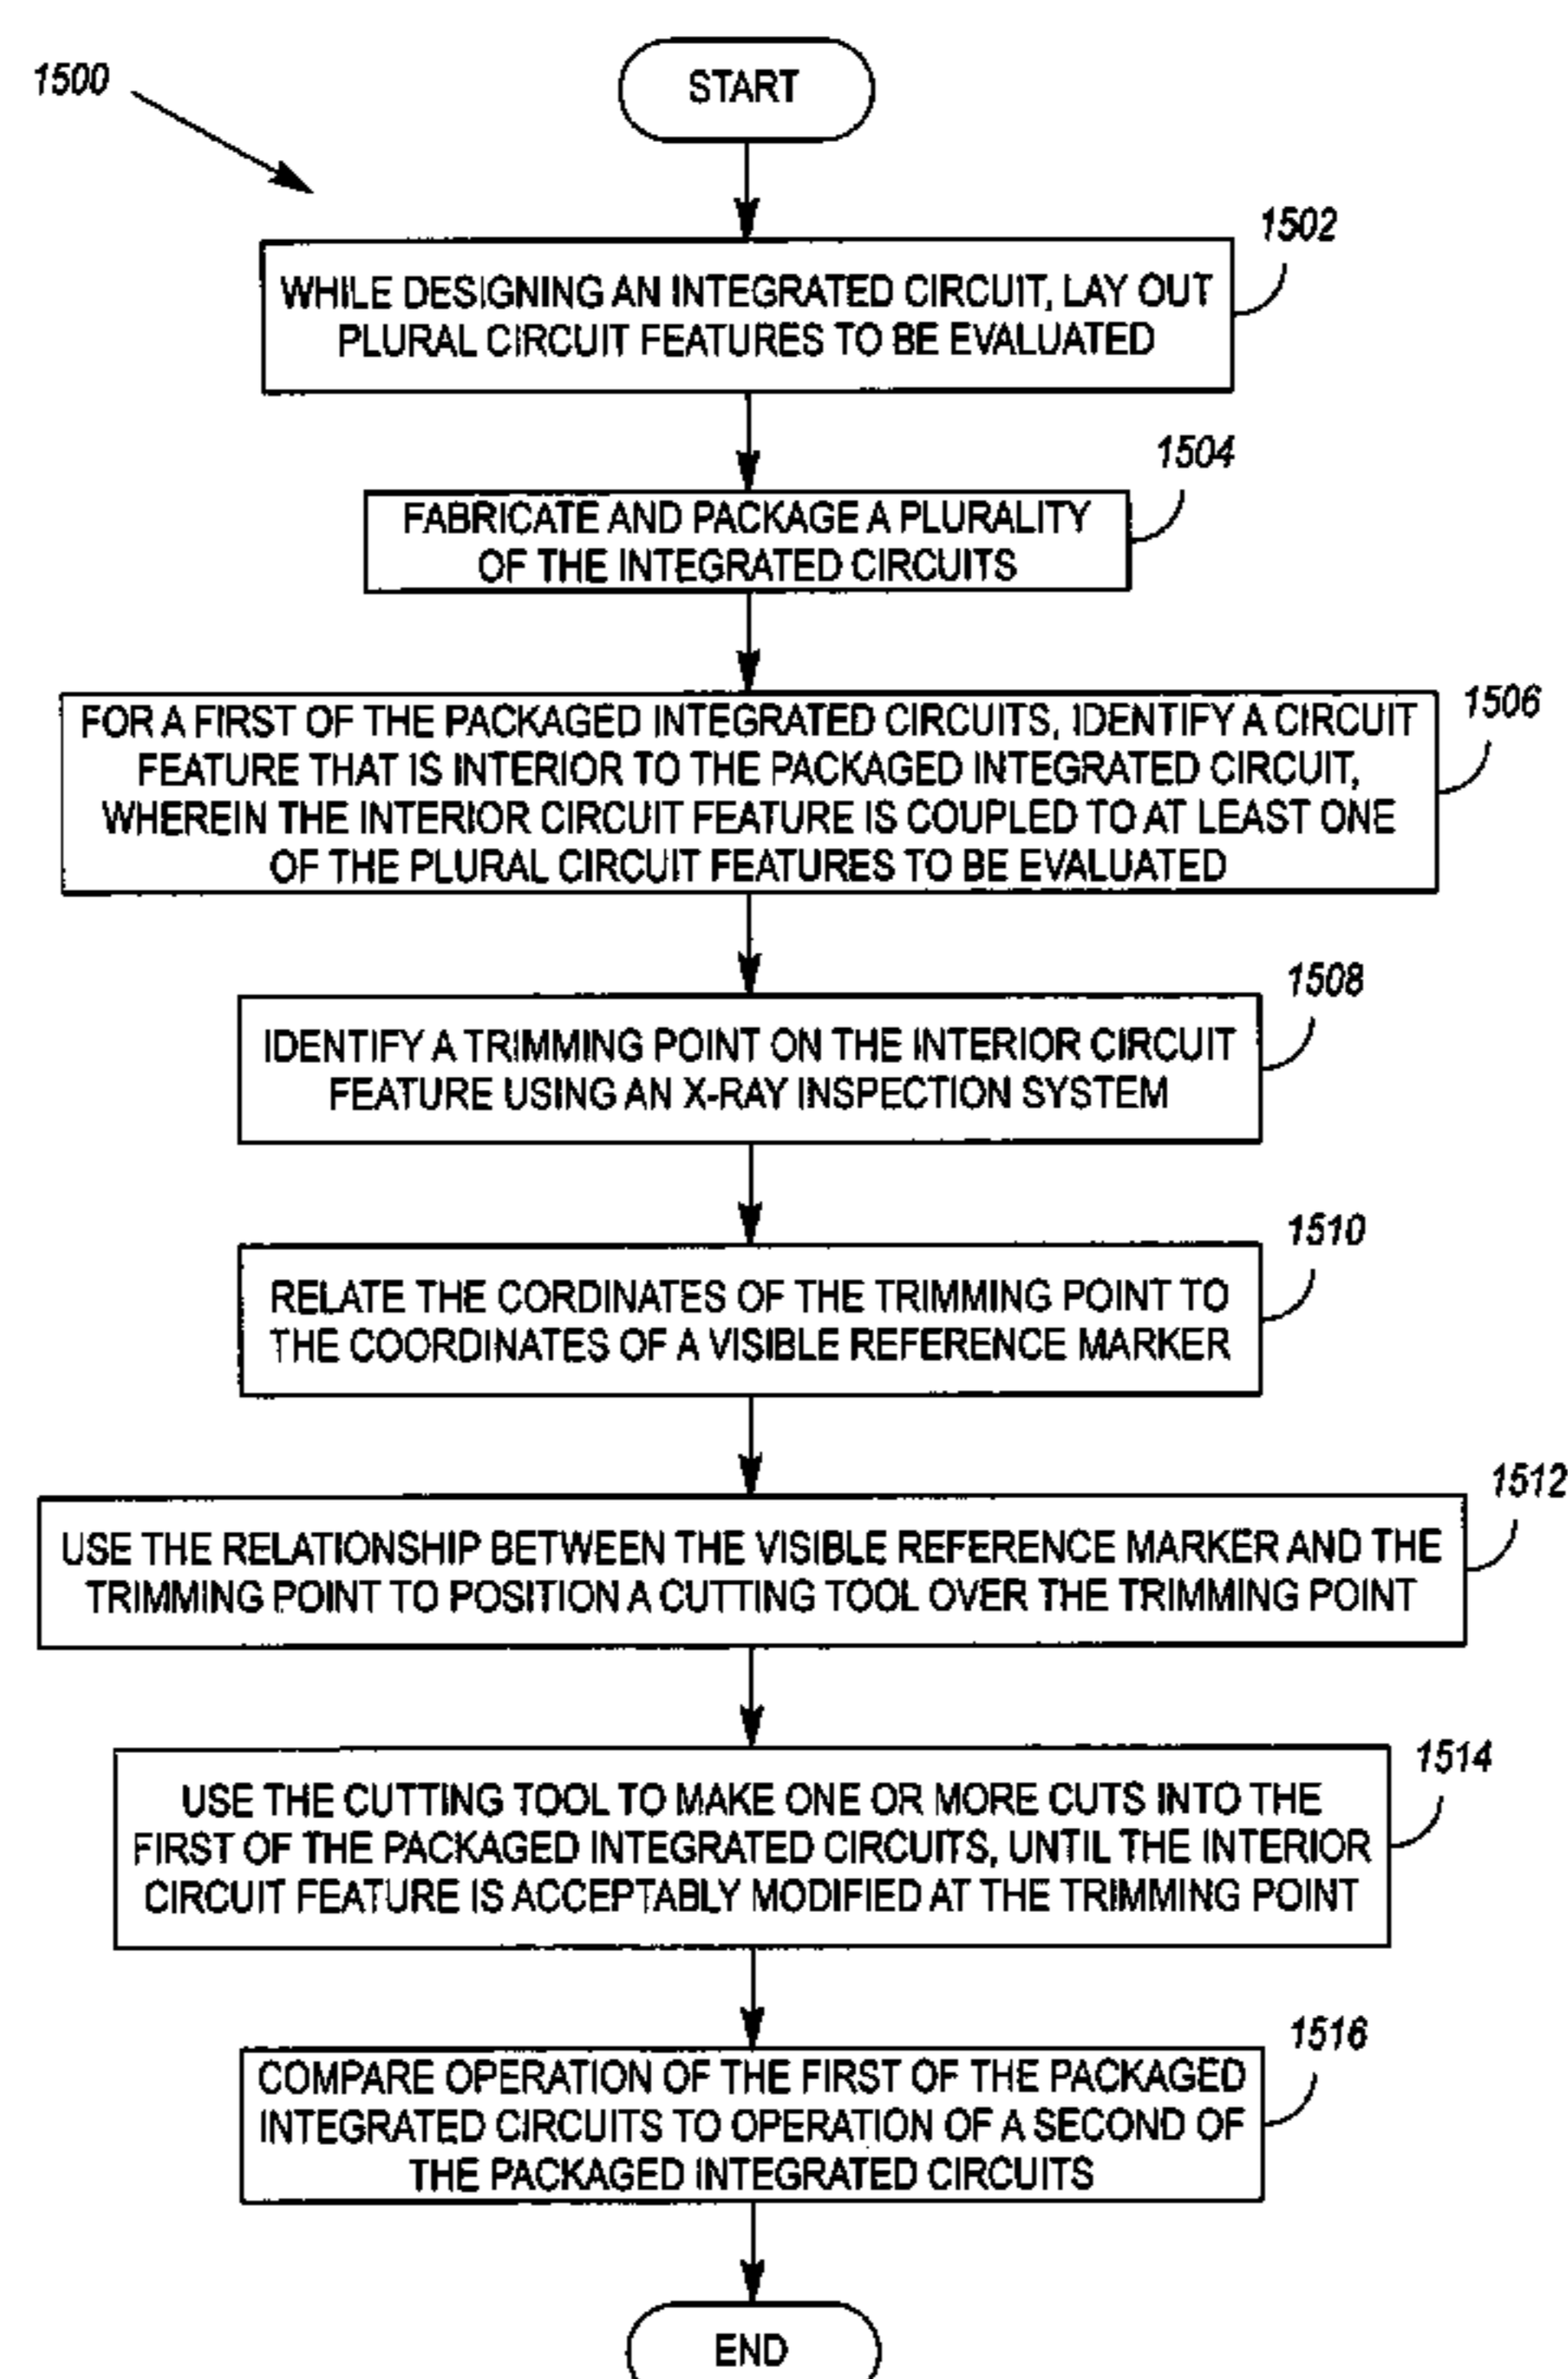 1500
START
1502
WHILE DESIGNING AN INTEGRATED CIRCUIT, LAY OUT
PLURAL CIRCUIT FEATURES TO BE EVALUATED
1504
FABRICATE AND PACKAGE A PLURALITY
OF THE INTEGRATED CIRCUITS
1506
FOR A FIRST OF THE PACKAGED INTEGRATED CIRCUITS, IDENTIFY A CIRCUIT
FEATURE THAT IS INTERIOR TO THE PACKAGED INTEGRATED CIRCUIT,
WHEREIN THE INTERIOR CIRCUIT FEATURE IS COUPLED TO AT LEAST ONE
OF THE PLURAL CIRCUIT FEATURES TO BE EVALUATED
1508
IDENTIFY A TRIMMING POINT ON THE INTERIOR CIRCUIT
FEATURE USING AN X-RAY INSPECTION SYSTEM
1510
RELATE THE CORDINATES OF THE TRIMMING POINT TO
THE COORDINATES OF A VISIBLE REFERENCE MARKER
1512
USE THE RELATIONSHIP BETWEEN THE VISIBLE REFERENCE MARKER AND THE
TRIMMING POINT TO POSITION A CUTTING TOOL OVER THE TRIMMING POINT
1514
USE THE CUTTING TOOL TO MAKE ONE OR MORE CUTS INTO THE
FIRST OF THE PACKAGED INTEGRATED CIRCUITS, UNTIL THE INTERIOR
CIRCUIT FEATURE IS ACCEPTABLY MODIFIED AT THE TRIMMING POINT
1516
COMPARE OPERATION OF THE FIRST OF THE PACKAGED
INTEGRATED CIRCUITS TO OPERATION OF A SECOND OF
THE PACKAGED INTEGRATED CIRCUITS
END